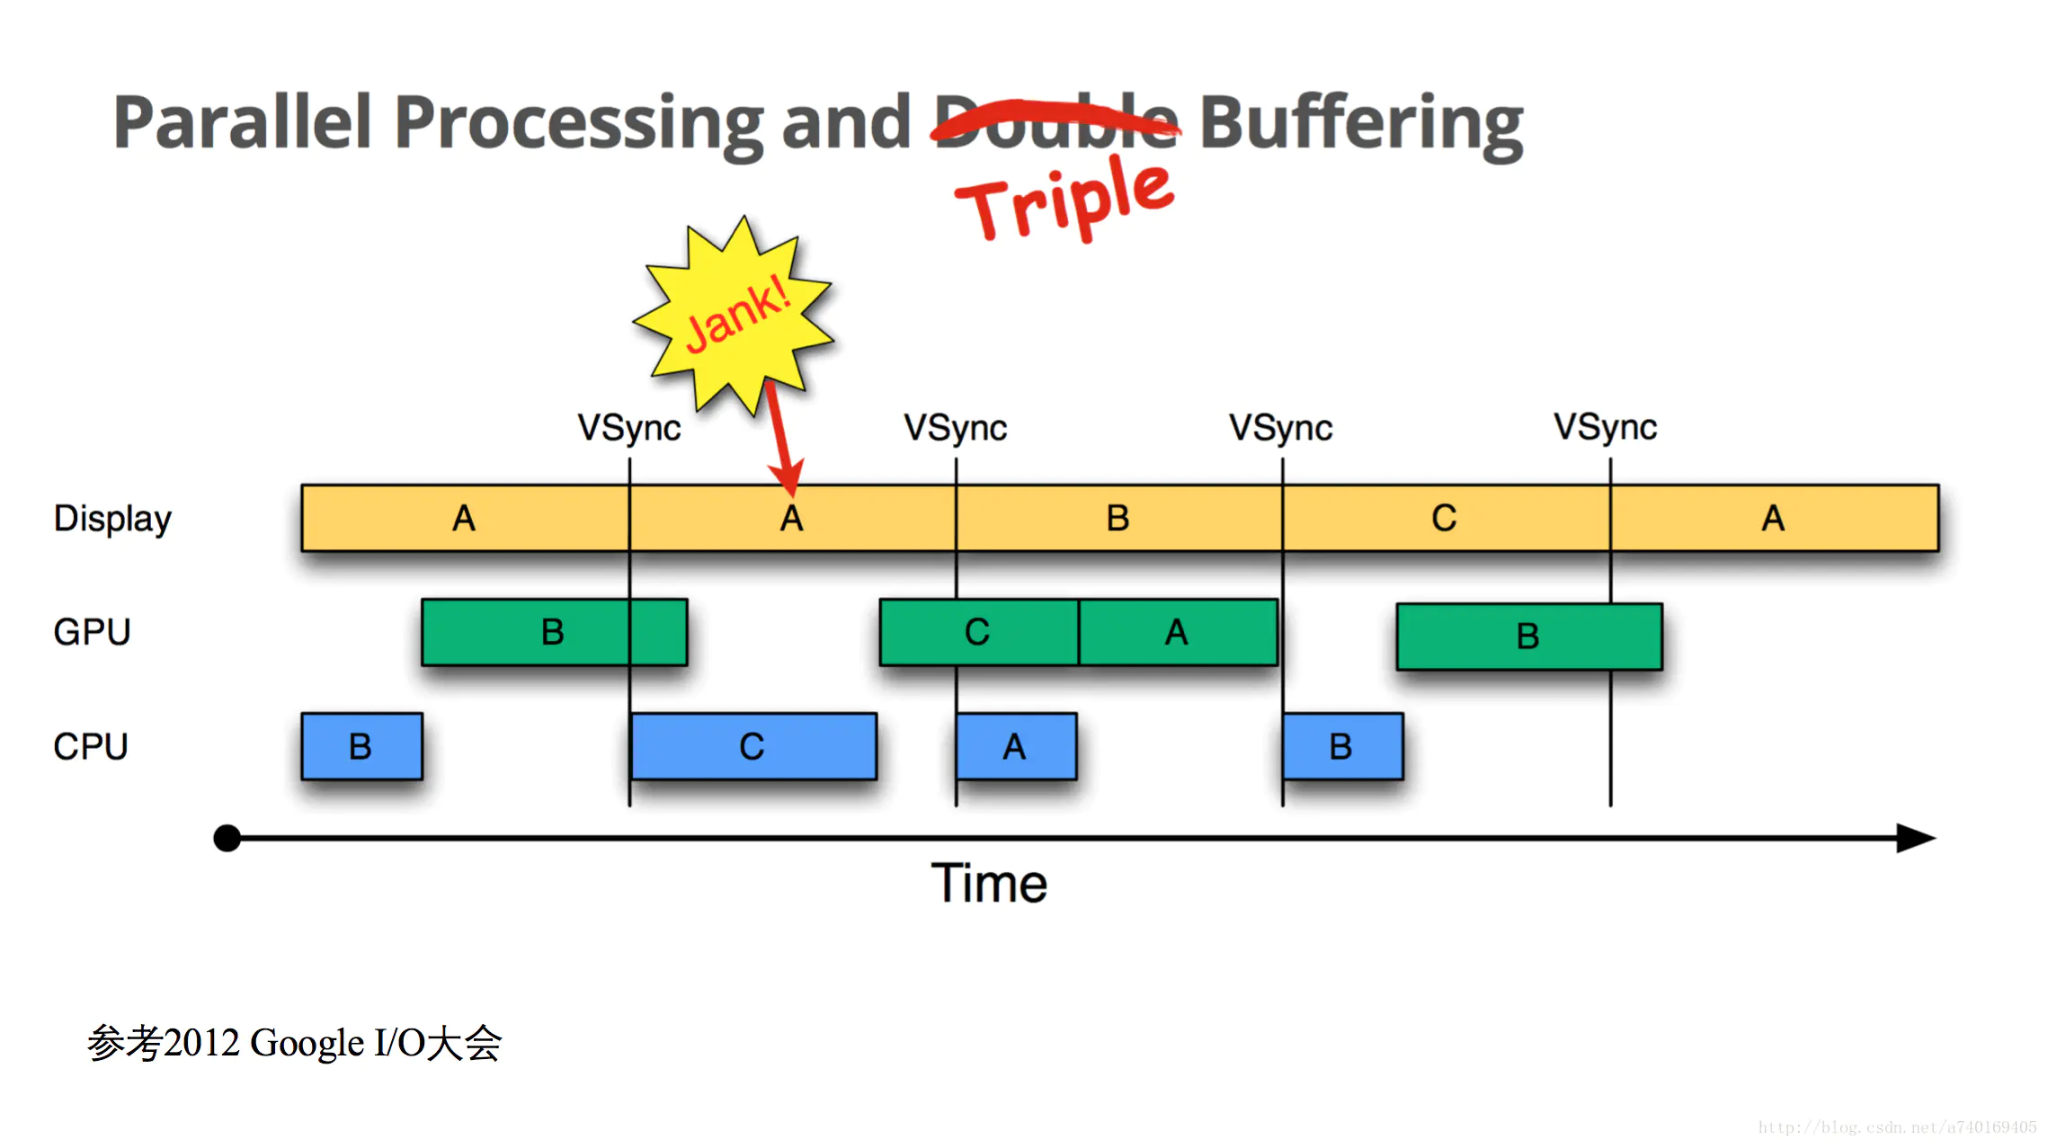 Parallel Processing and Double Buffering
Triple
Jank!
VSync VSync VSync VSync
Display A A B C A
GPU B C A B
CPU B C A B
Time
参考2012 Google I/O大会
http://blog.csdn.net/a740169405